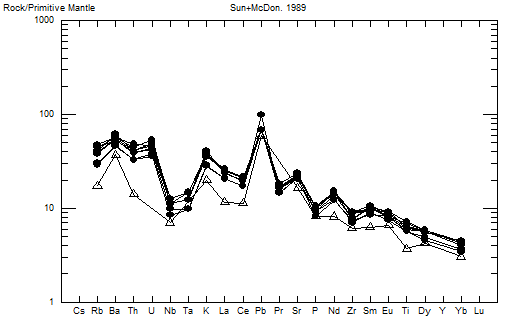 Rock/Primitive Mantle Sun+McDon. 1989
1000
100
10
1
Cs Rb Ba Th U Nb Ta K La Ce Pb Pr Sr P Nd Zr Sm Eu Ti Dy Y Yb Lu